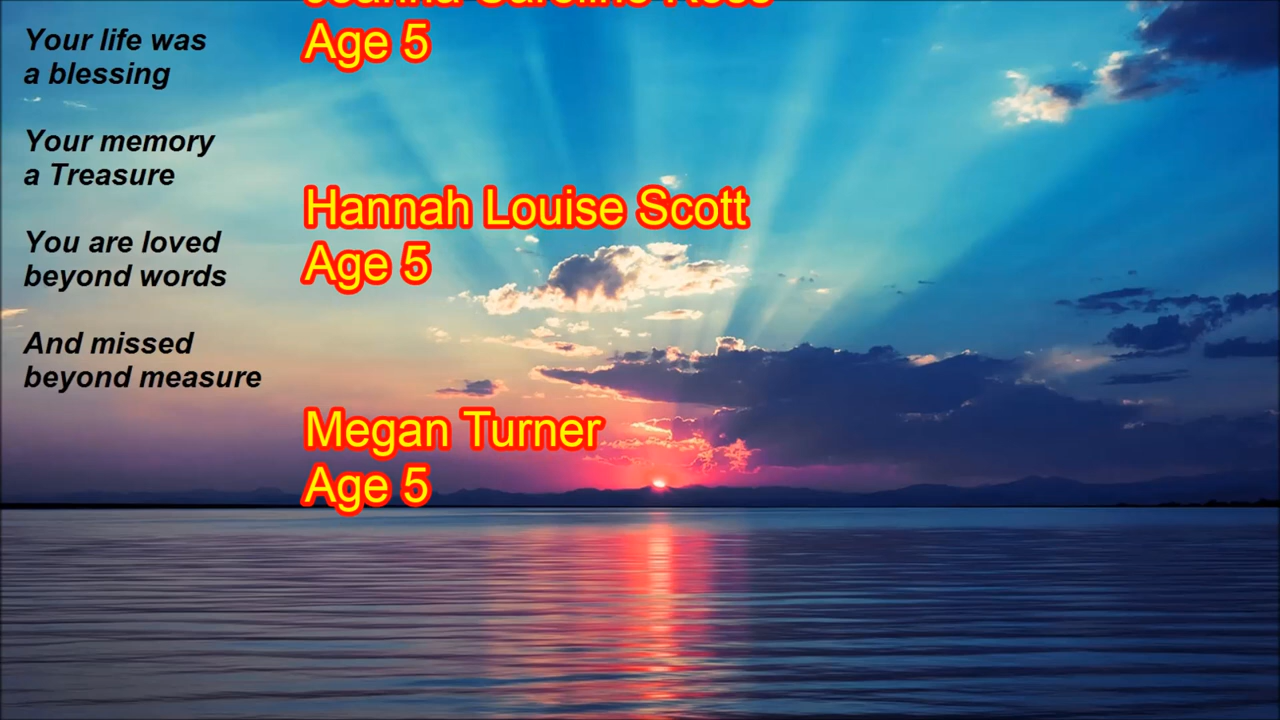 Your life was
a blessing
Your memory
a Treasure
You are loved
beyond words
And missed
beyond measure
Age 5
Hannah Louise Scott
Age 5
Megan Turner
Age 5